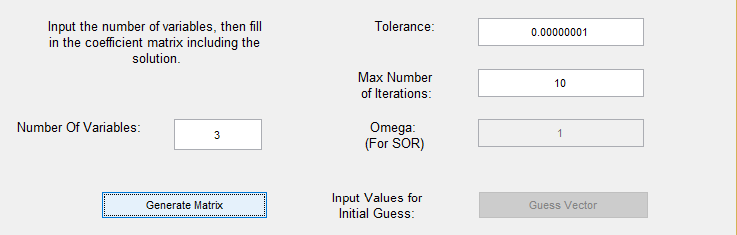 Input the number of variables, then fill
in the coefficient matrix including the
solution.
Number Of Variables:
3
Generate Matrix
Tolerance:
0.00000001
Max Number
of Iterations:
10
Omega:
(For SOR)
1
Input Values for
Initial Guess:
Guess Vector